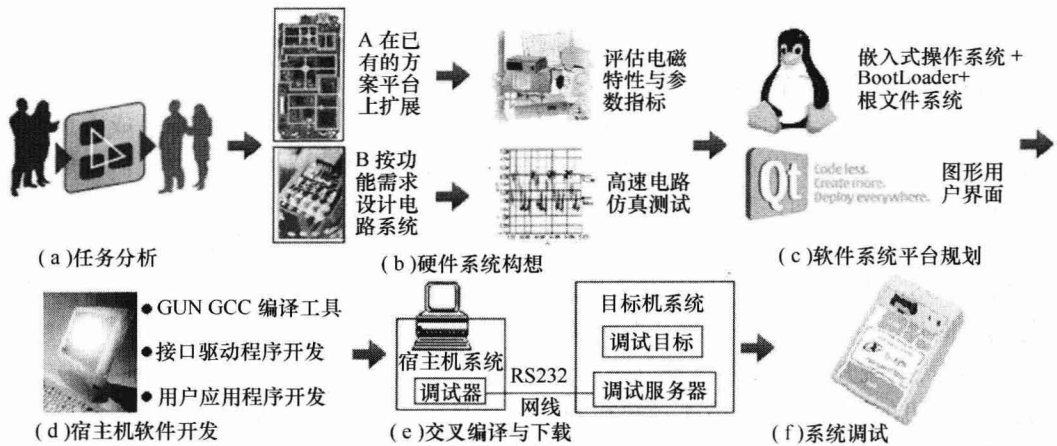 A 在已
有的方
案平台
上扩展
评估电磁
特性与参
数指标
嵌入式操作系统+
BootLoader+
根文件系统
B 按功
能需求
设计电
路系统
高速电路
仿真测试
Qt
Code less.
Create more.
Deploy everywhere.
图形用
户界面
(a)任务分析
(b)硬件系统构想
(c)软件系统平台规划
●GUN GCC 编译工具
●接口驱动程序开发
●用户应用程序开发
宿主机系统
调试器
RS232
网线
目标机系统
调试目标
调试服务器
(d)宿主机软件开发
(e)交叉编译与下载
(f)系统调试